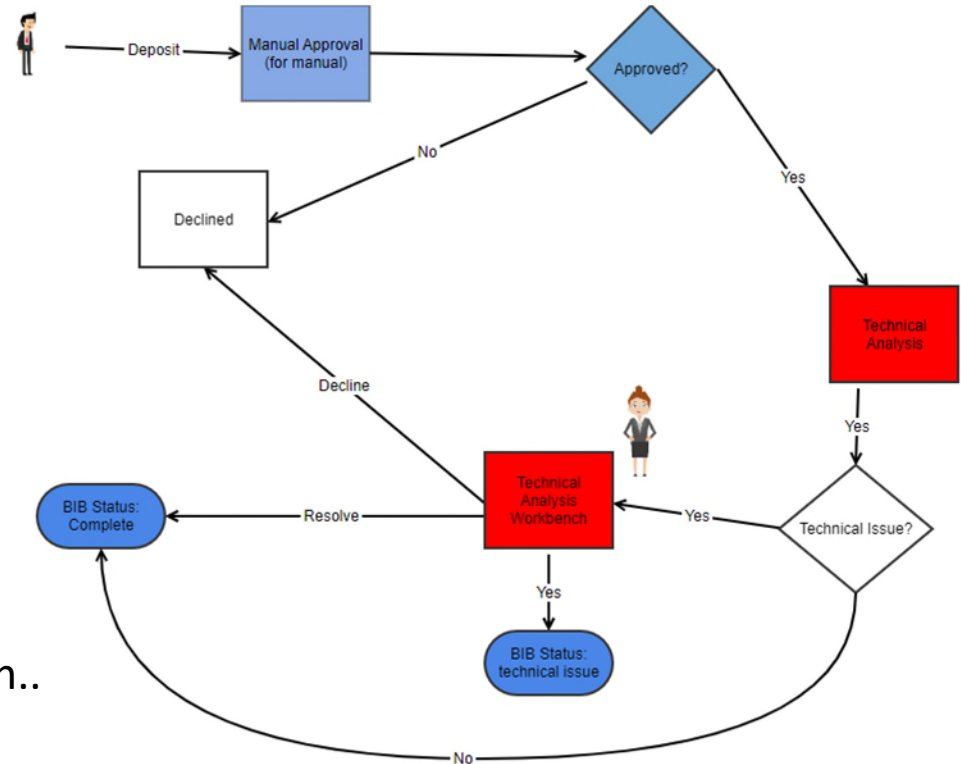 Deposit
Manual Approval
(for manual)
Approved?
No
Yes
Declined
Technical
Analysis
Decline
Yes
Technical
Analysis
Workbench
BIB Status:
Complete
Resolve
Yes
Technical Issue?
Yes
BIB Status:
technical issue
n..
No